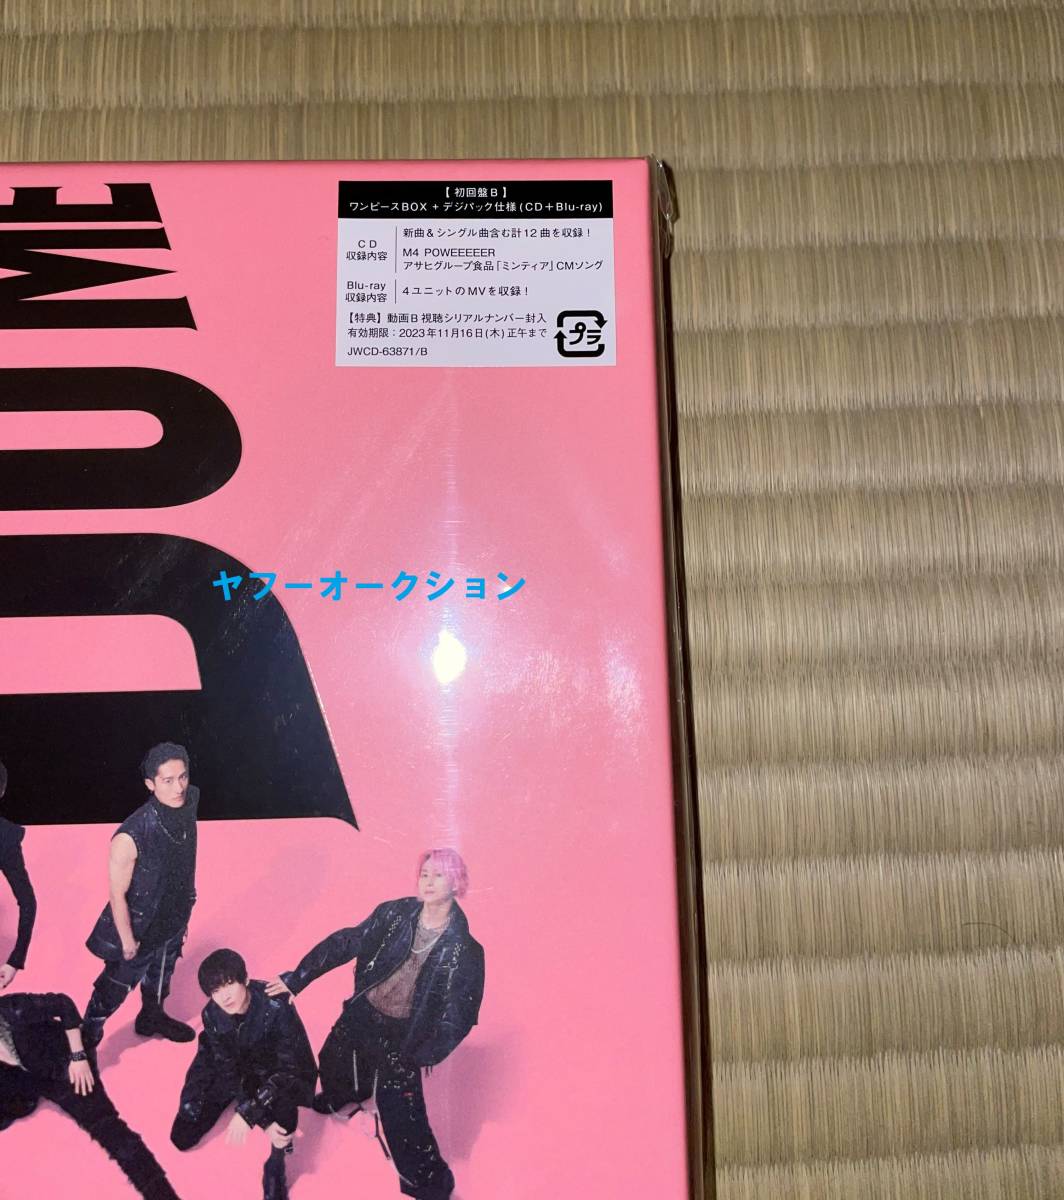 【 初回盤B 】
ワンピースBOX + デジパック仕様(CD+Blu-ray)
CD
収録内容
新曲&シングル曲含む計12曲を収録!
M4 POWEEEEER
アサヒグループ食品「ミンティア」CMソング
Blu-ray
収録内容
4ユニットのMVを収録!
【特典】動画B 視聴シリアルナンバー封入
有効期限:2023年11月16日(木)正午まで
JWCD-63871/B
プラ
ヤフーオークション